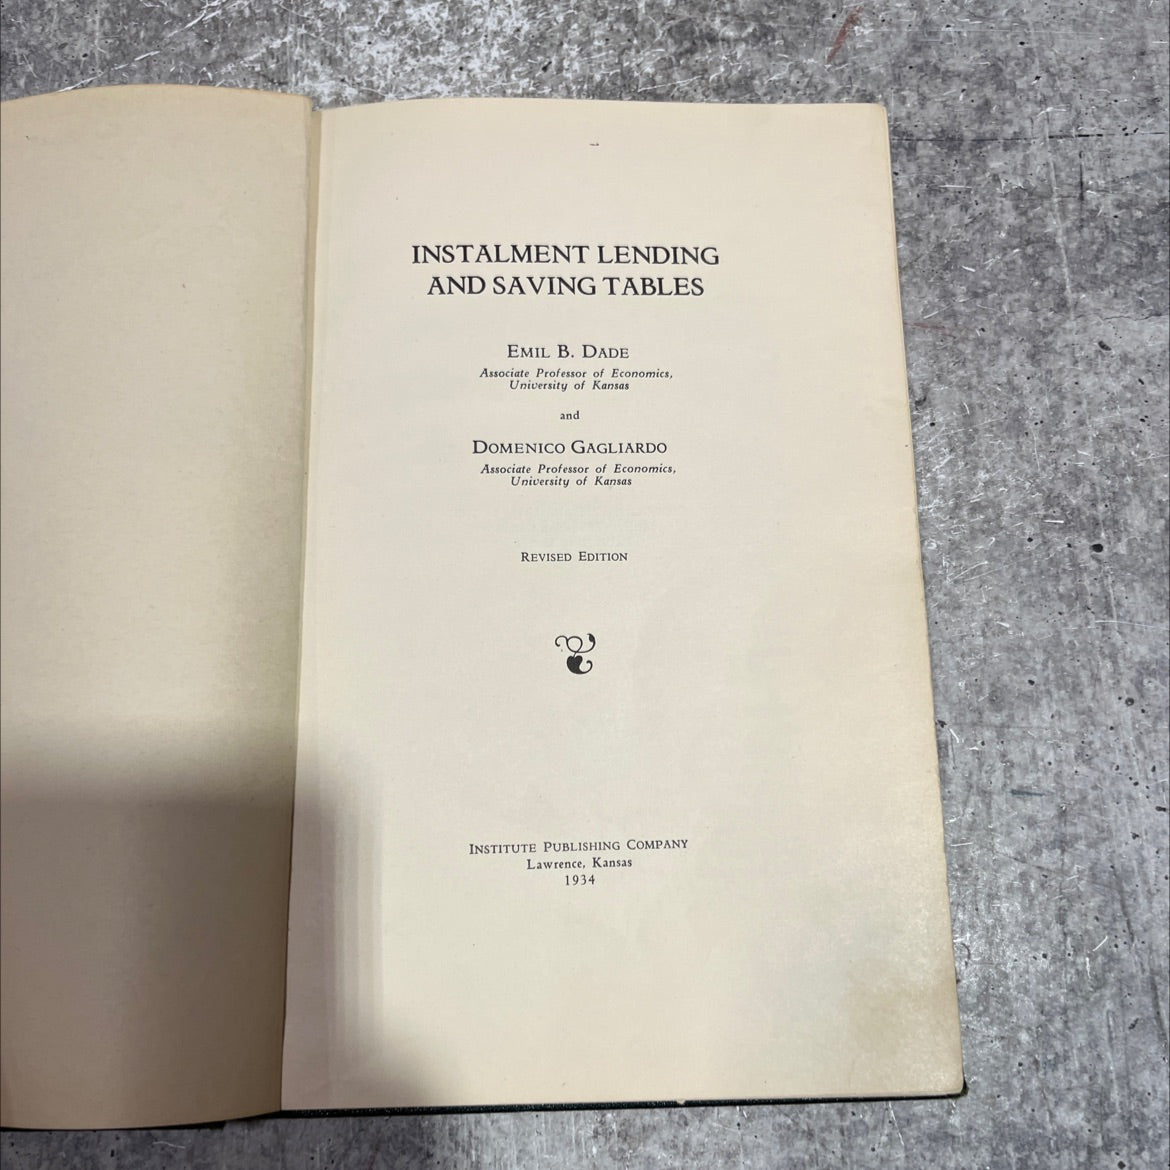 INSTALMENT LENDING
AND SAVING TABLES
EMIL B. DADE
Associate Professor of Economics,
University of Kansas
and
DOMENICO GAGLIARDO
Associate Professor of Economics,
University of Kansas
REVISED EDITION
INSTITUTE PUBLISHING COMPANY
Lawrence, Kansas
1934